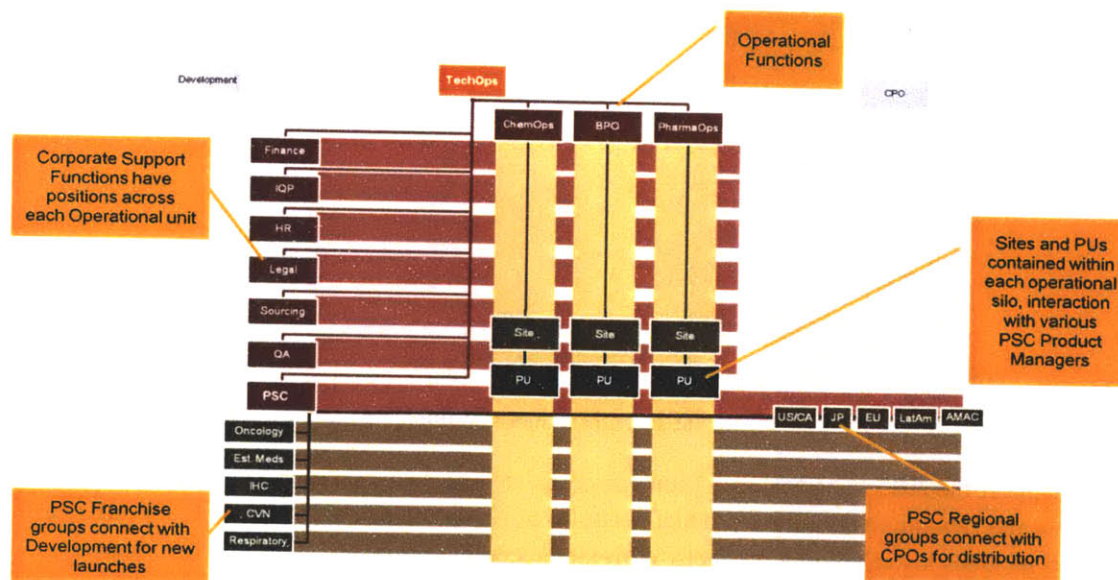 Operational
Functions
Development
TechOps
CPO
ChemOps
BPO
PharmaOps
Finance
Corporate Support
Functions have
positions across
each Operational unit
IQP
HR
Legal
Sourcing
QA
PSC
Sites and PUs
contained within
each operational
silo, interaction
with various
PSC Product
Managers
Site
Site
Site
PU
PU
PU
US/CA
JP
EU
LatAm
AMAC
Oncology
Est. Meds
IHC
CVN
Respiratory
PSC Franchise
groups connect with
Development for new
launches
PSC Regional
groups connect with
CPOs for distribution